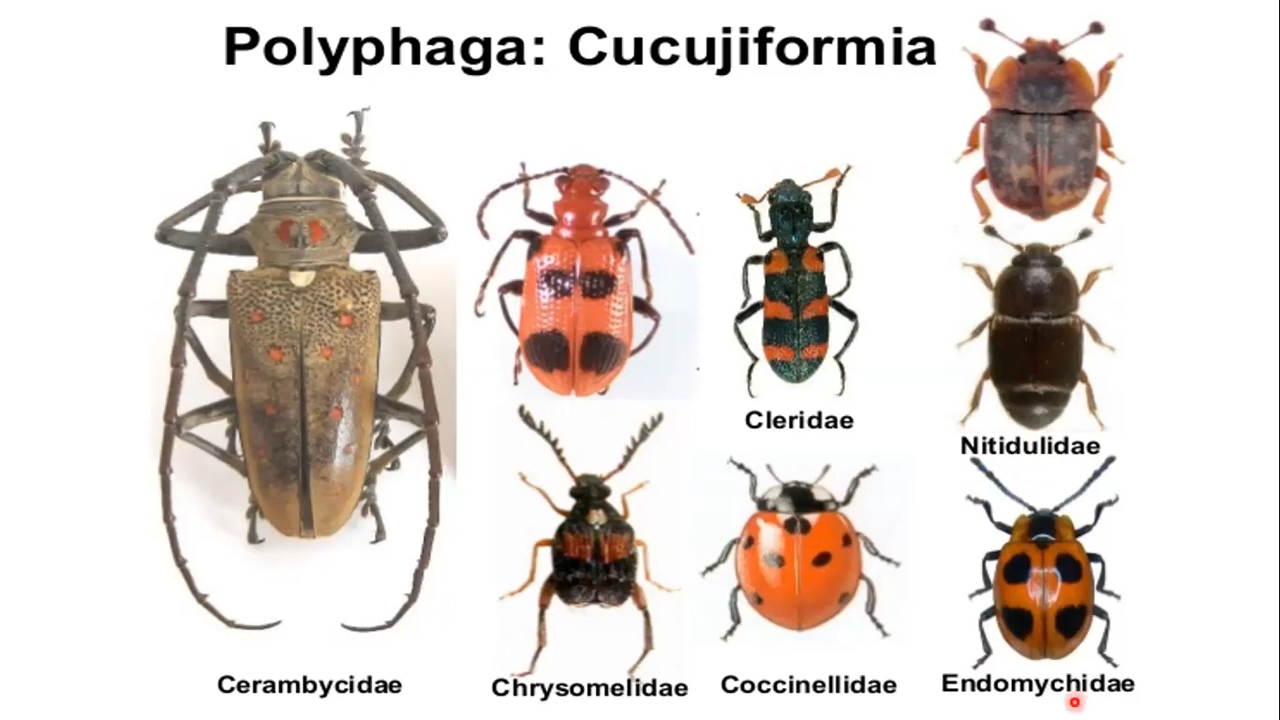 Polyphaga: Cucujiformia
Cleridae
Nitidulidae
Cerambycidae
Chrysomelidae
Coccinellidae
Endomychidae